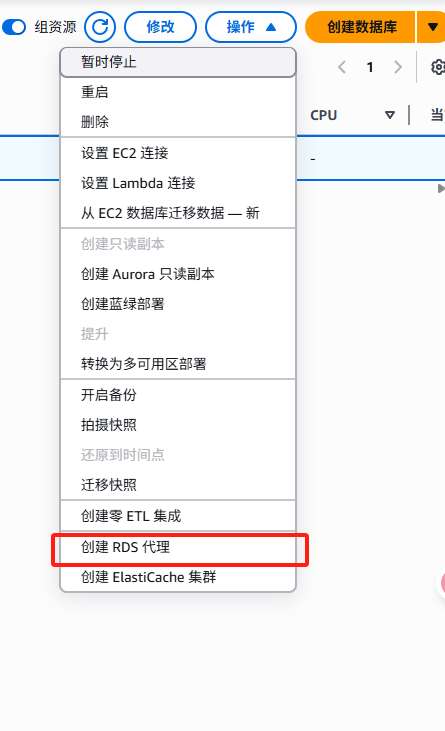 组资源 修改 操作 创建数据库
1
CPU 当
-
暂时停止
重启
删除
设置 EC2 连接
设置 Lambda 连接
从 EC2 数据库迁移数据 — 新
创建只读副本
创建 Aurora 只读副本
创建蓝绿部署
提升
转换为多可用区部署
开启备份
拍摄快照
还原到时间点
迁移快照
创建零 ETL 集成
创建 RDS 代理
创建 ElastiCache 集群